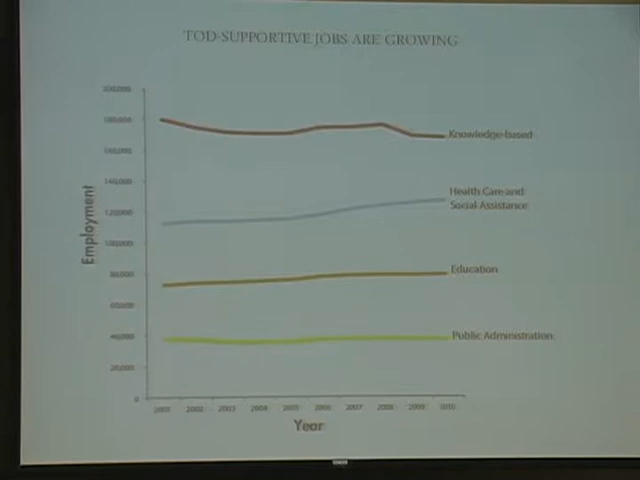 TOD-SUPPORTIVE JOBS ARE GROWING
200,000
180,000
160,000
140,000
120,000
100,000
80,000
60,000
40,000
20,000
0
Employment
Knowledge-based
Health Care and
Social Assistance
Education
Public Administration
2001 2002 2003 2004 2005 2006 2007 2008 2009 2010
Year